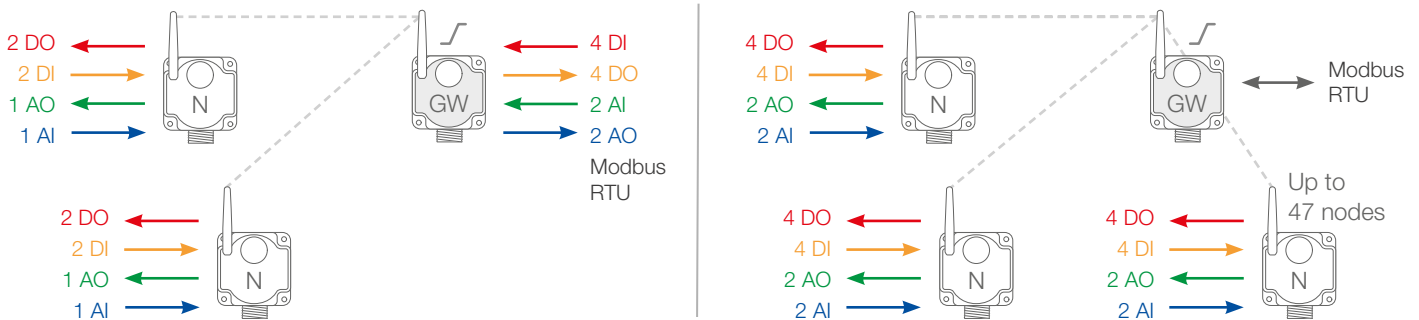 2 DO
2 DI
1 AO
1 AI
N
GW
4 DI
4 DO
2 AI
2 AO
Modbus
RTU
2 DO
2 DI
1 AO
1 AI
N
4 DO
4 DI
2 AO
2 AI
N
GW
Modbus
RTU
4 DO
4 DI
2 AO
2 AI
N
Up to
47 nodes
4 DO
4 DI
2 AO
2 AI
N